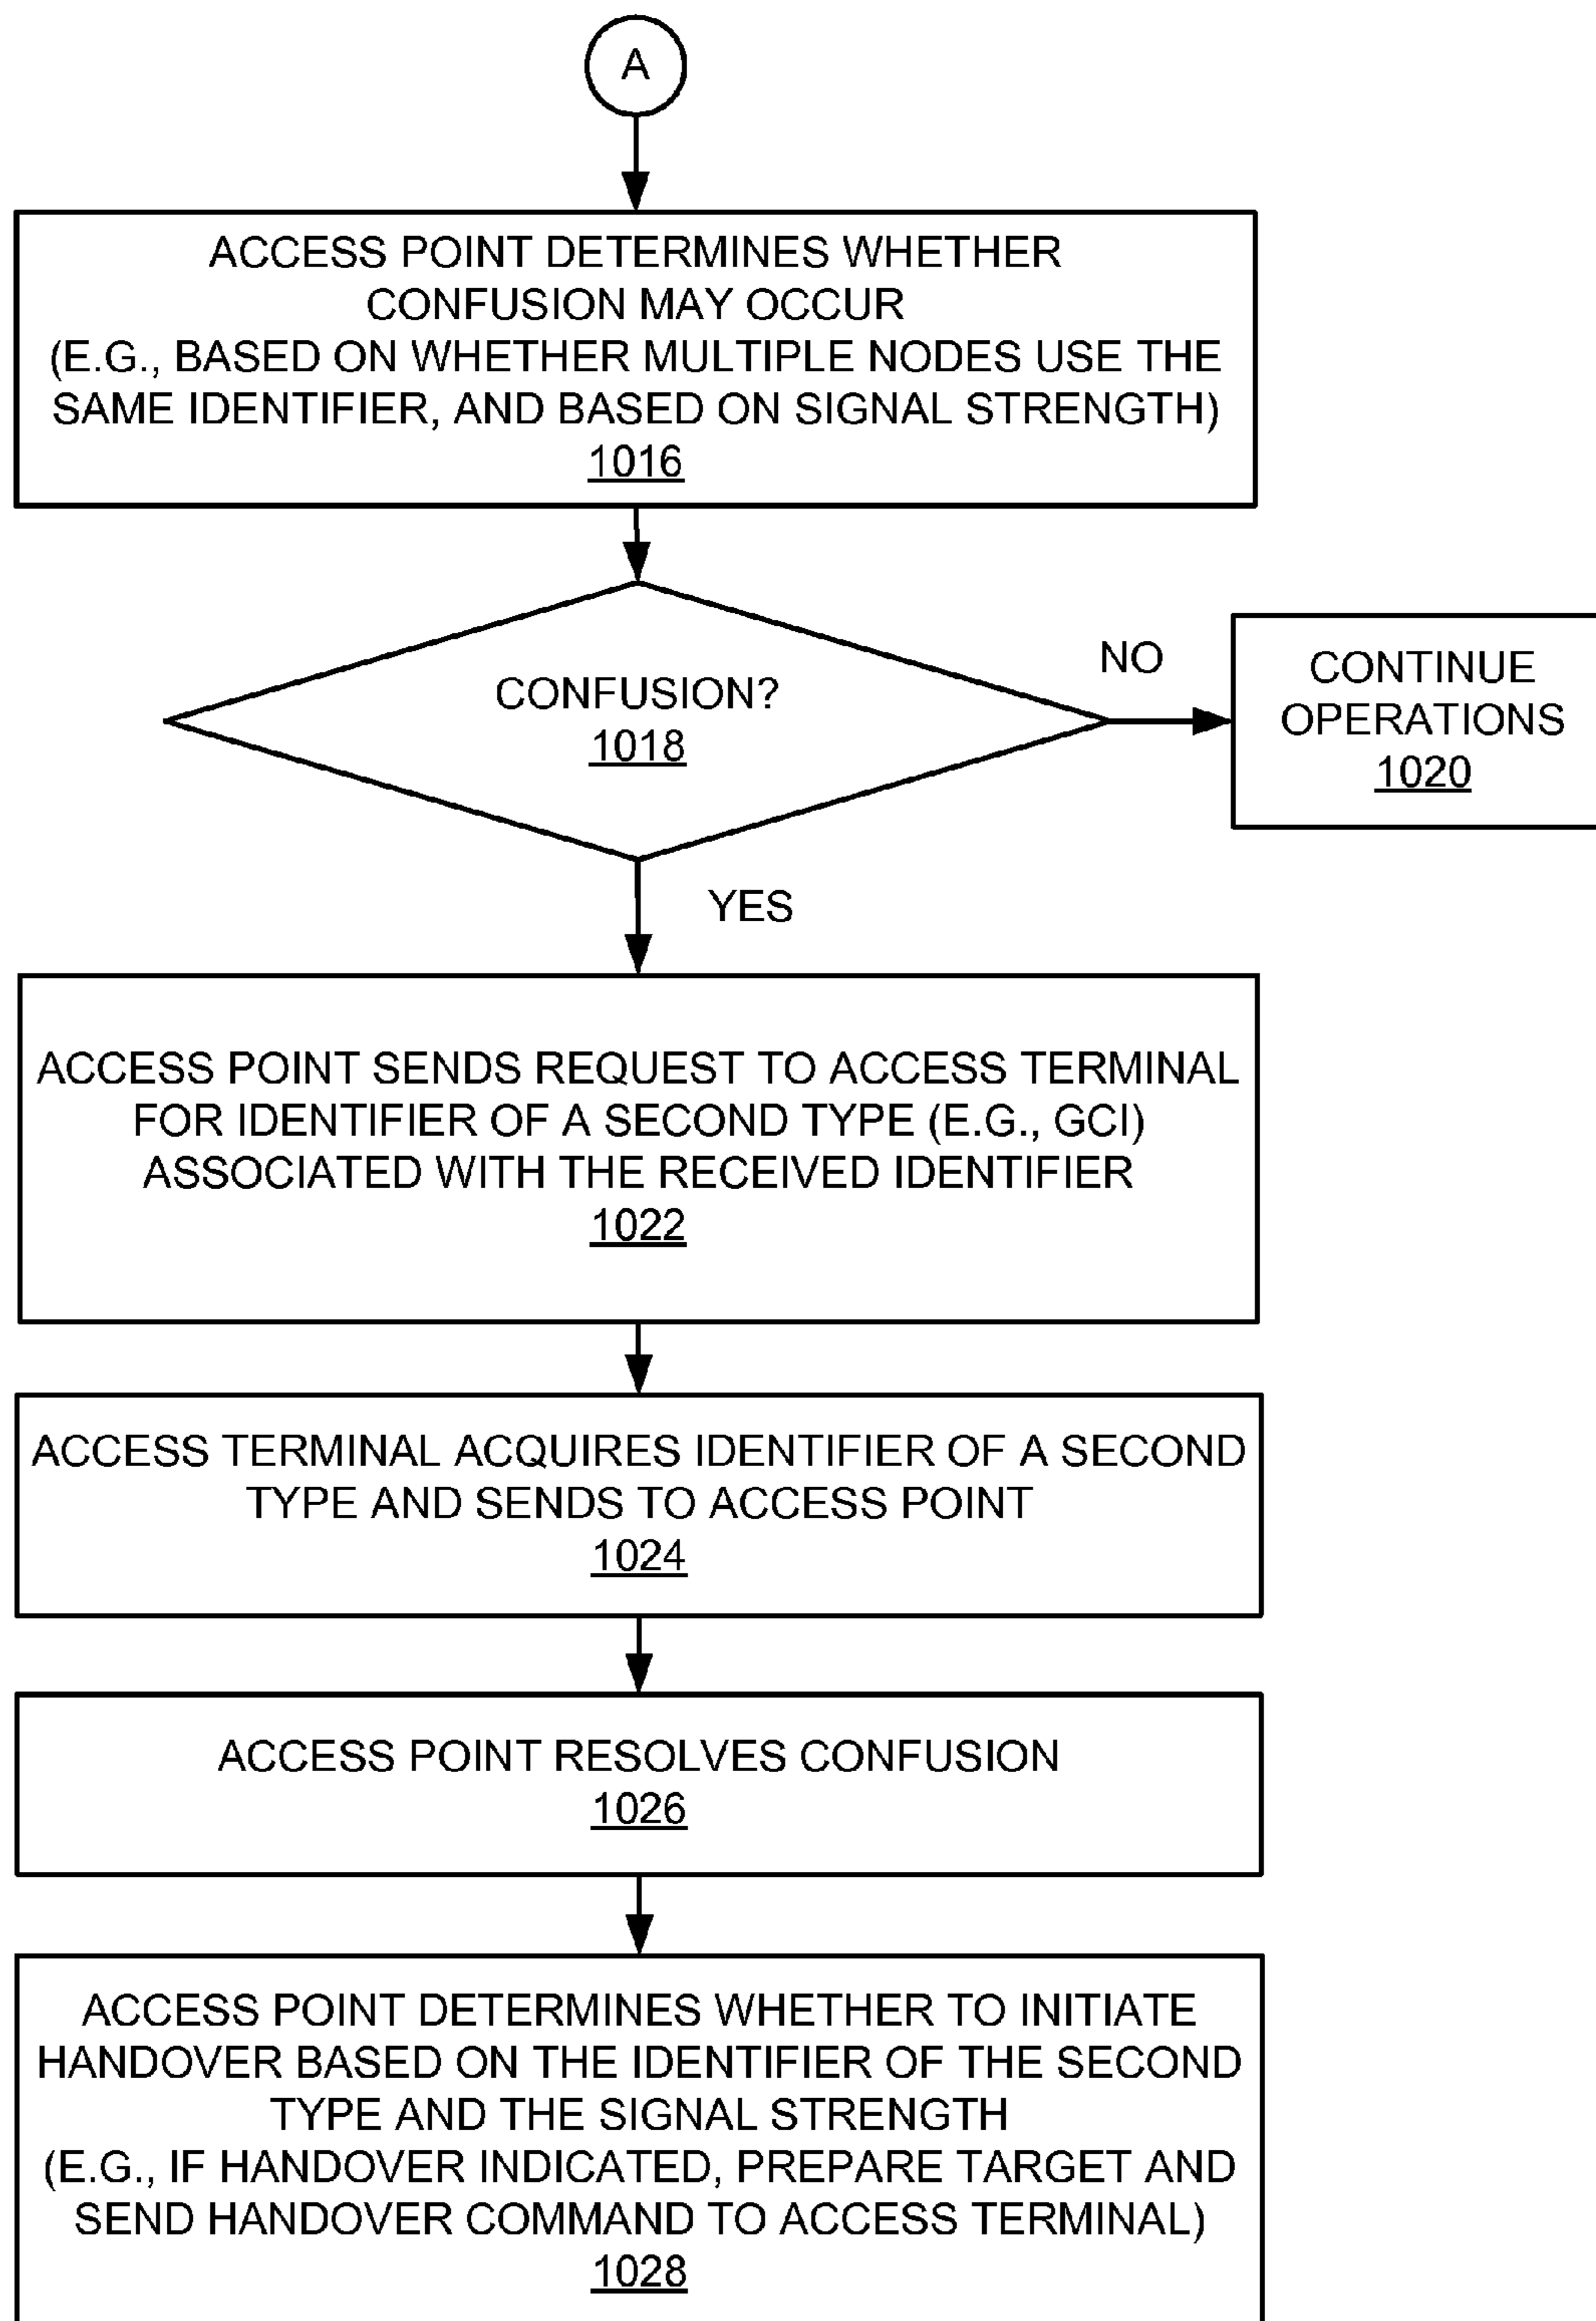 A
ACCESS POINT DETERMINES WHETHER
CONFUSION MAY OCCUR
(E.G., BASED ON WHETHER MULTIPLE NODES USE THE
SAME IDENTIFIER, AND BASED ON SIGNAL STRENGTH)
1016
CONFUSION?
1018
NO
CONTINUE
OPERATIONS
1020
YES
ACCESS POINT SENDS REQUEST TO ACCESS TERMINAL
FOR IDENTIFIER OF A SECOND TYPE (E.G., GCI)
ASSOCIATED WITH THE RECEIVED IDENTIFIER
1022
ACCESS TERMINAL ACQUIRES IDENTIFIER OF A SECOND
TYPE AND SENDS TO ACCESS POINT
1024
ACCESS POINT RESOLVES CONFUSION
1026
ACCESS POINT DETERMINES WHETHER TO INITIATE
HANDOVER BASED ON THE IDENTIFIER OF THE SECOND
TYPE AND THE SIGNAL STRENGTH
(E.G., IF HANDOVER INDICATED, PREPARE TARGET AND
SEND HANDOVER COMMAND TO ACCESS TERMINAL)
1028